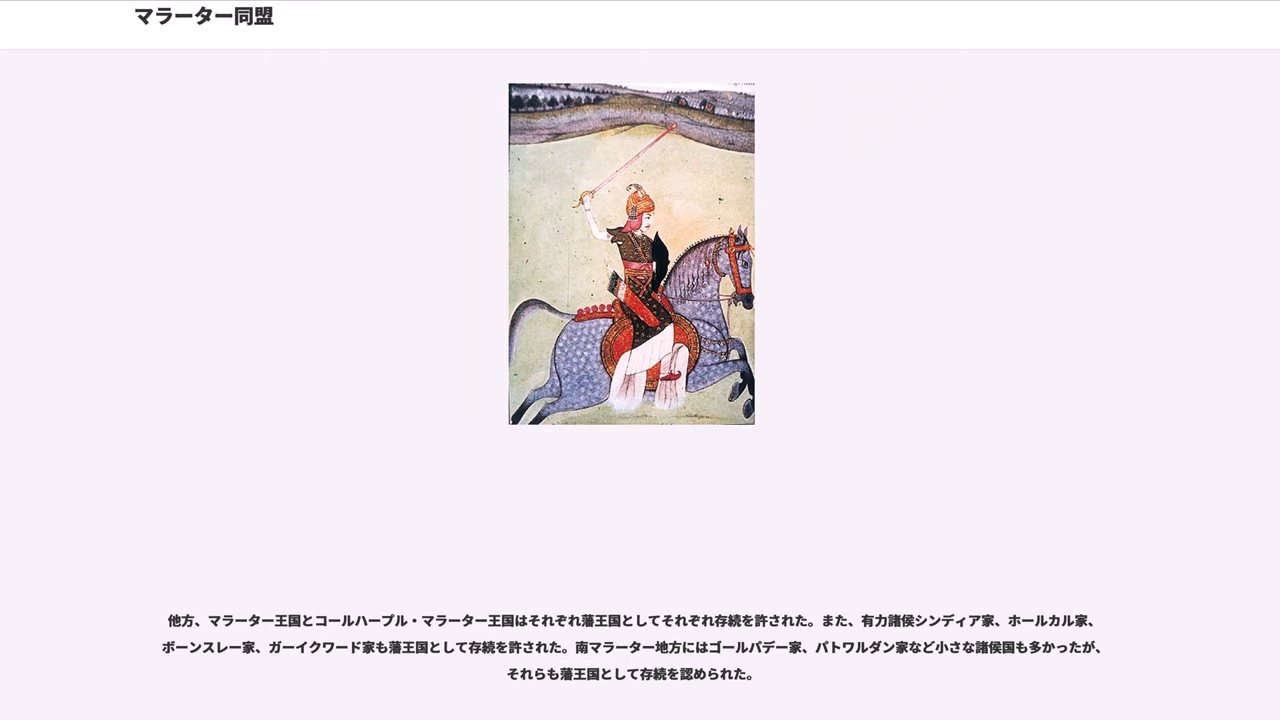 マラーター同盟
他方、マラーター王国とコールハープル・マラーター王国はそれぞれ藩王国としてそれぞれ存続を許された。また、有力諸侯シンディア家、ホールカル家、
ボーンスレー家、ガーイクワード家も藩王国として存続を許された。南マラーター地方にはゴールパデー家、パトワルダン家など小さな諸侯国も多かったが、
それらも藩王国として存続を認められた。